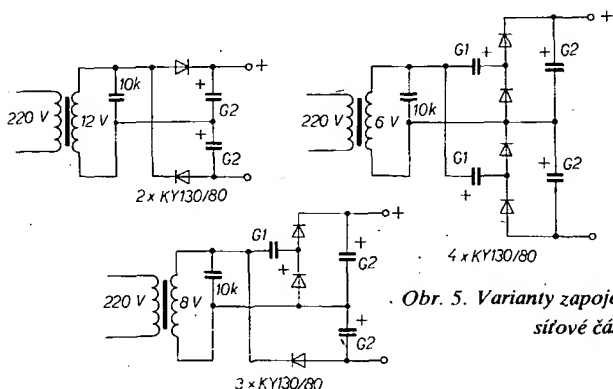 +
10k
+
G2
220 V
12 V
+
G2
2 x KY130/80
+
G1
+
+
G2
10k
220 V
6 V
G1
+
G2
+
4 x KY130/80
+
G1
+
+
G2
10k
220 V
8 V
+
G2
3 x KY130/80
Obr. 5. Varianty zapoje
síťové čá